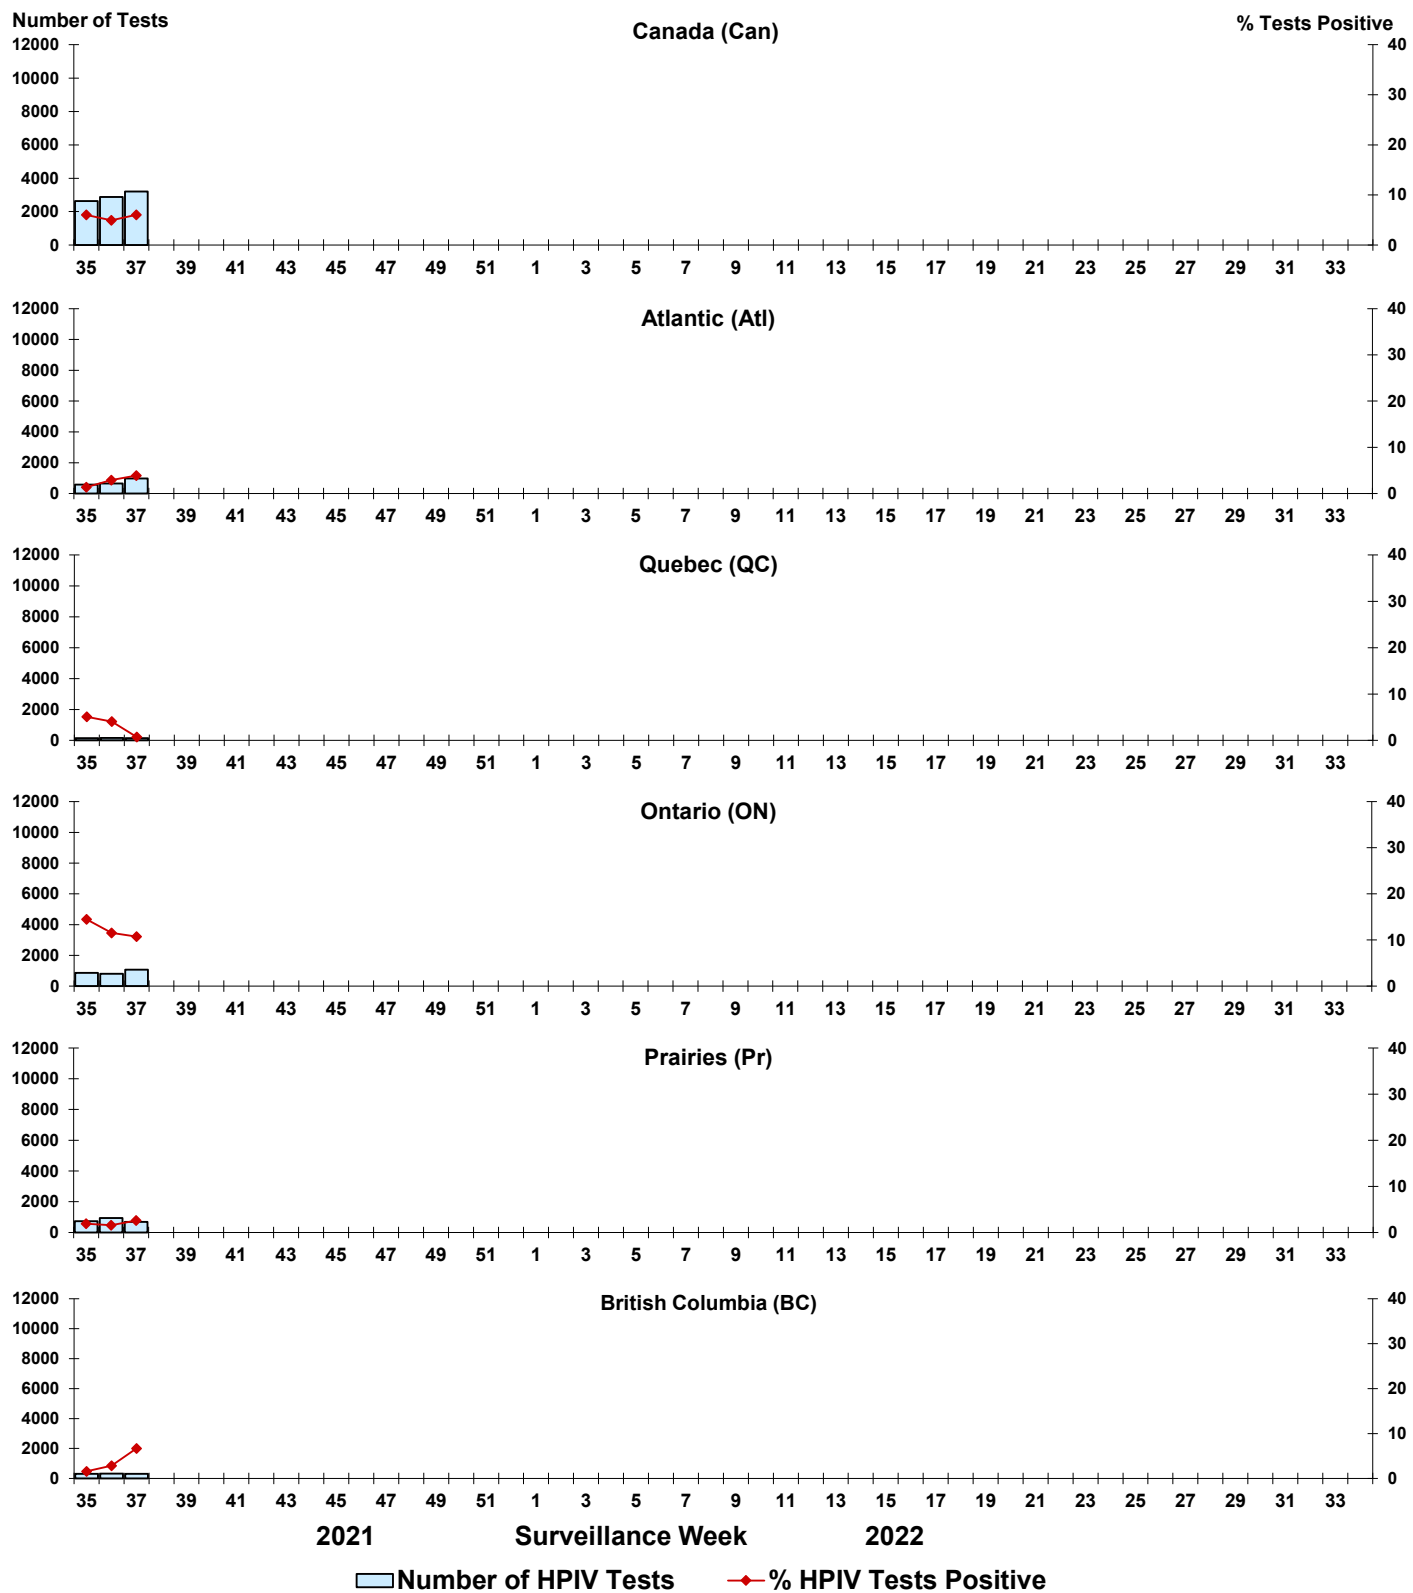 Number of Tests
Canada (Can)
% Tests Positive
12000 40
10000
8000 30
6000 20
4000
2000 10
0 0
35 37 39 41 43 45 47 49 51 1 3 5 7 9 11 13 15 17 19 21 23 25 27 29 31 33
Atlantic (Atl)
12000 40
10000
8000 30
6000 20
4000
2000 10
0 0
35 37 39 41 43 45 47 49 51 1 3 5 7 9 11 13 15 17 19 21 23 25 27 29 31 33
Quebec (QC)
12000 40
10000
8000 30
6000 20
4000
2000 10
0 0
35 37 39 41 43 45 47 49 51 1 3 5 7 9 11 13 15 17 19 21 23 25 27 29 31 33
Ontario (ON)
12000 40
10000
8000 30
6000 20
4000
2000 10
0 0
35 37 39 41 43 45 47 49 51 1 3 5 7 9 11 13 15 17 19 21 23 25 27 29 31 33
Prairies (Pr)
12000 40
10000
8000 30
6000 20
4000
2000 10
0 0
35 37 39 41 43 45 47 49 51 1 3 5 7 9 11 13 15 17 19 21 23 25 27 29 31 33
British Columbia (BC)
12000 40
10000
8000 30
6000 20
4000
2000 10
0 0
35 37 39 41 43 45 47 49 51 1 3 5 7 9 11 13 15 17 19 21 23 25 27 29 31 33
2021 Surveillance Week 2022
Number of HPIV Tests % HPIV Tests Positive